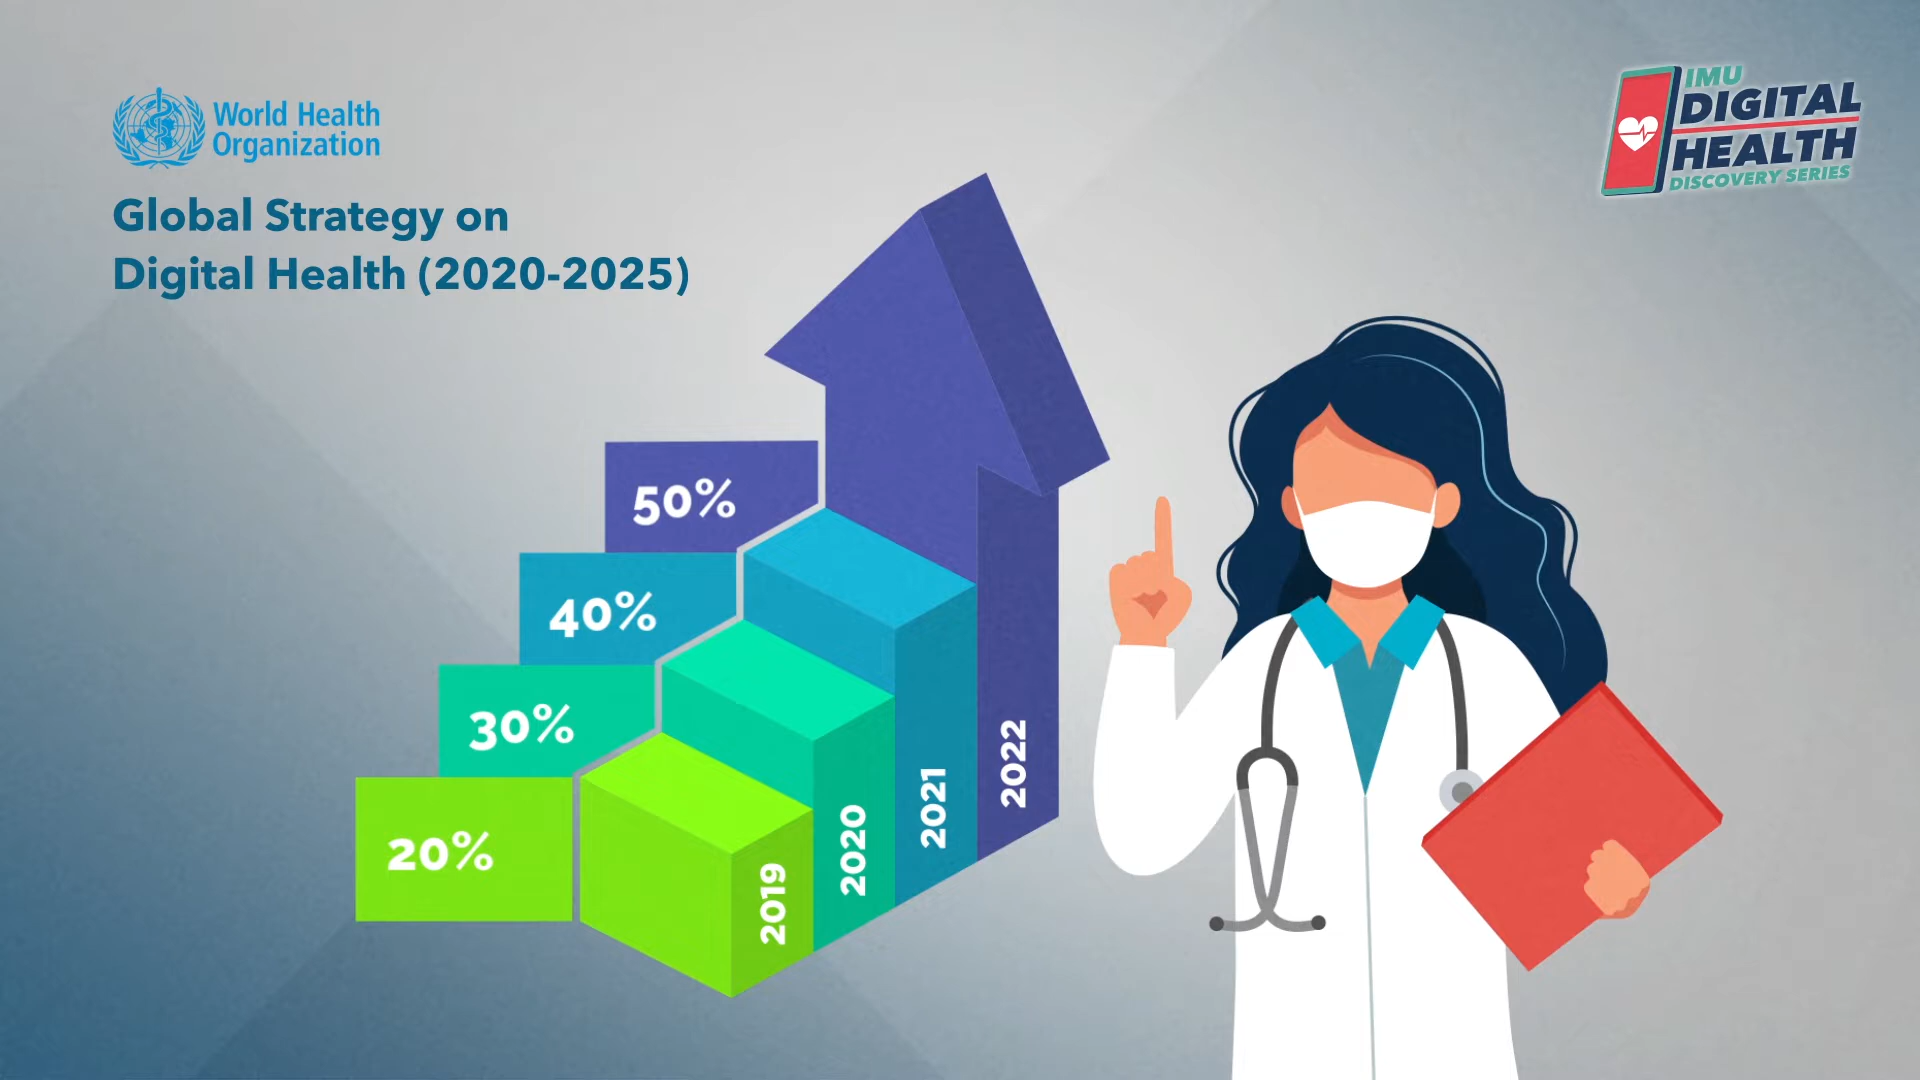 World Health
Organization
Global Strategy on
Digital Health (2020-2025)
IMU
DIGITAL
HEALTH
DISCOVERY SERIES
50%
40%
30%
20%
2019
2020
2021
2022